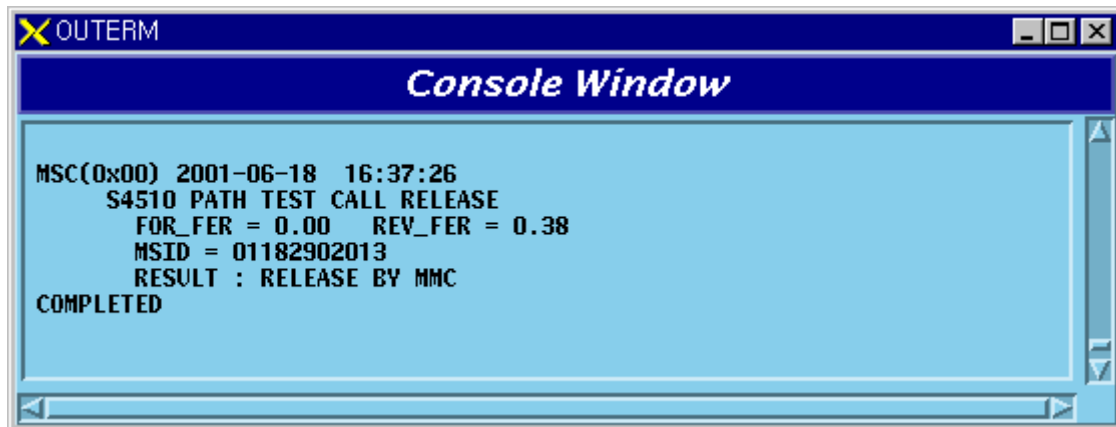 OUTERM
Console Window
MSC(0x00) 2001-06-18 16:37:26
S4510 PATH TEST CALL RELEASE
FOR_FER = 0.00 REV_FER = 0.38
MSID = 01182902013
RESULT : RELEASE BY MMC
COMPLETED